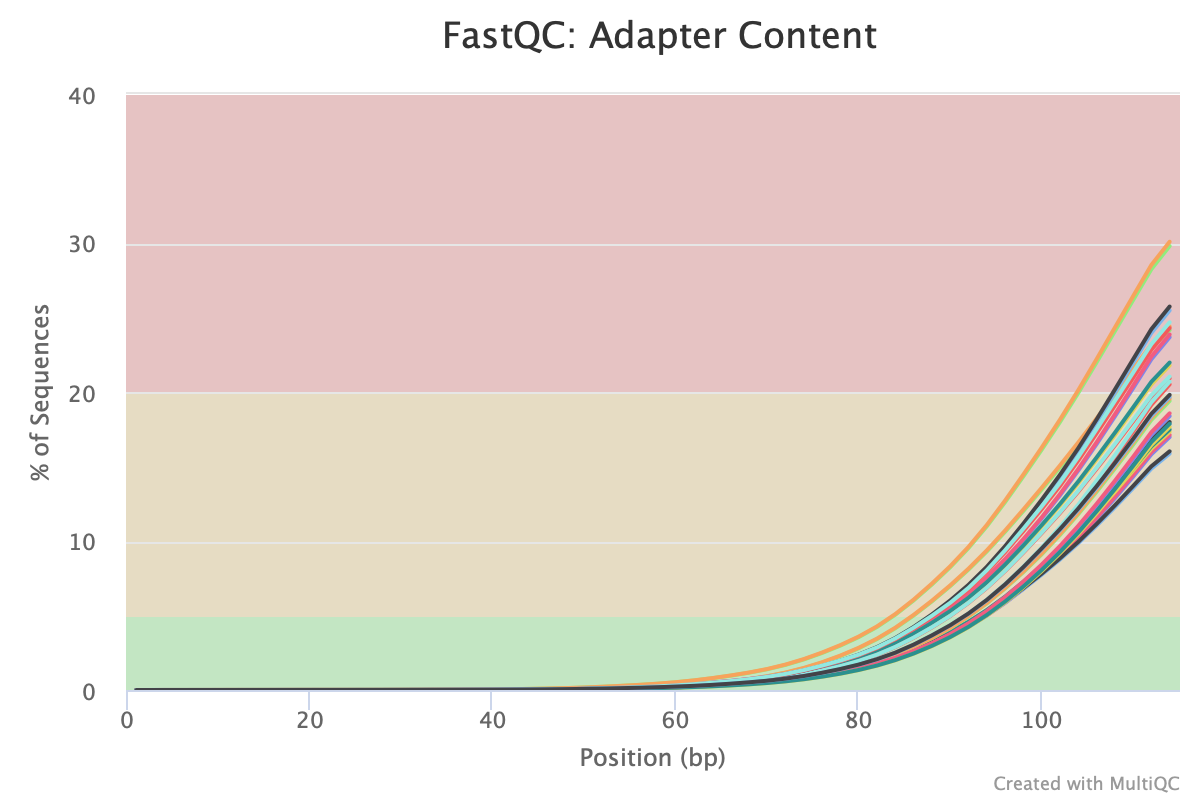 FastQC: Adapter Content
40
30
20
10
0
% of Sequences
0 20 40 60 80 100
Position (bp)
Created with MultiQC